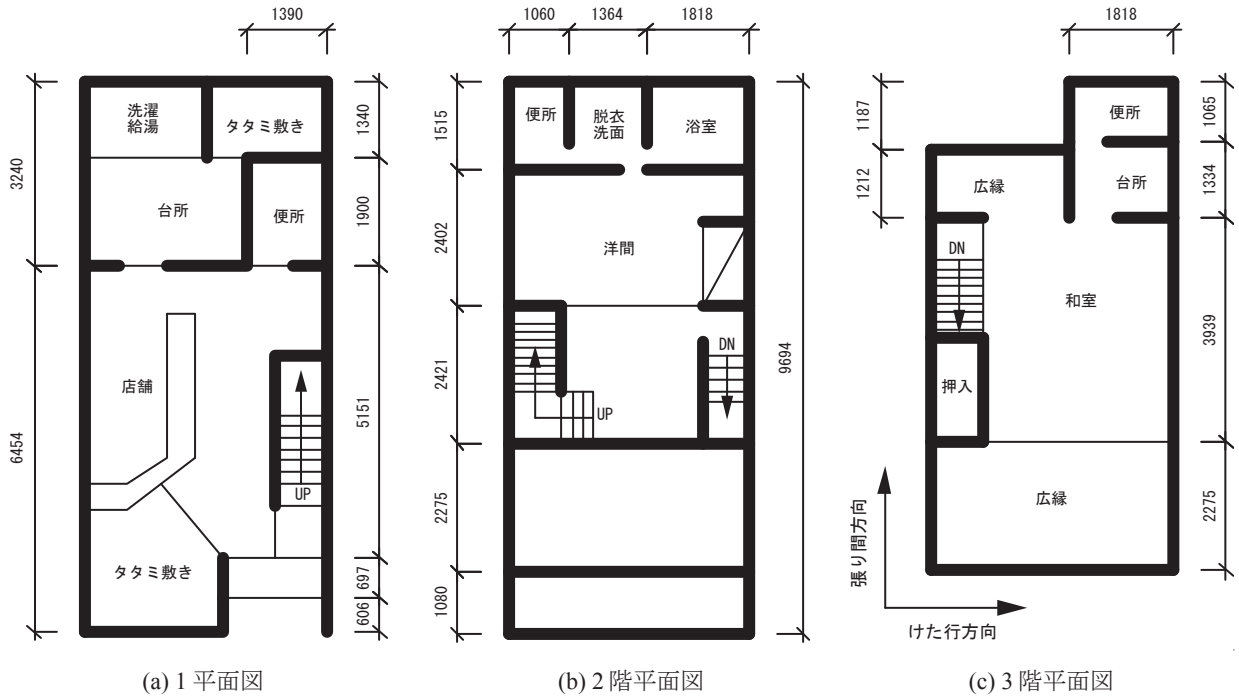 1390
3240
6454
洗濯
給湯
タタミ敷き
台所
便所
店舗
UP
タタミ敷き
1340
1900
5151
697
606
(a) 1 平面図
1060
1364
1818
1515
2402
2421
2275
1080
便所
脱衣
洗面
浴室
洋間
DN
UP
9694
(b) 2 階平面図
1818
1187
1212
便所
広縁
台所
DN
和室
押入
広縁
1065
1334
3939
2275
張り間方向
けた行方向
(c) 3 階平面図